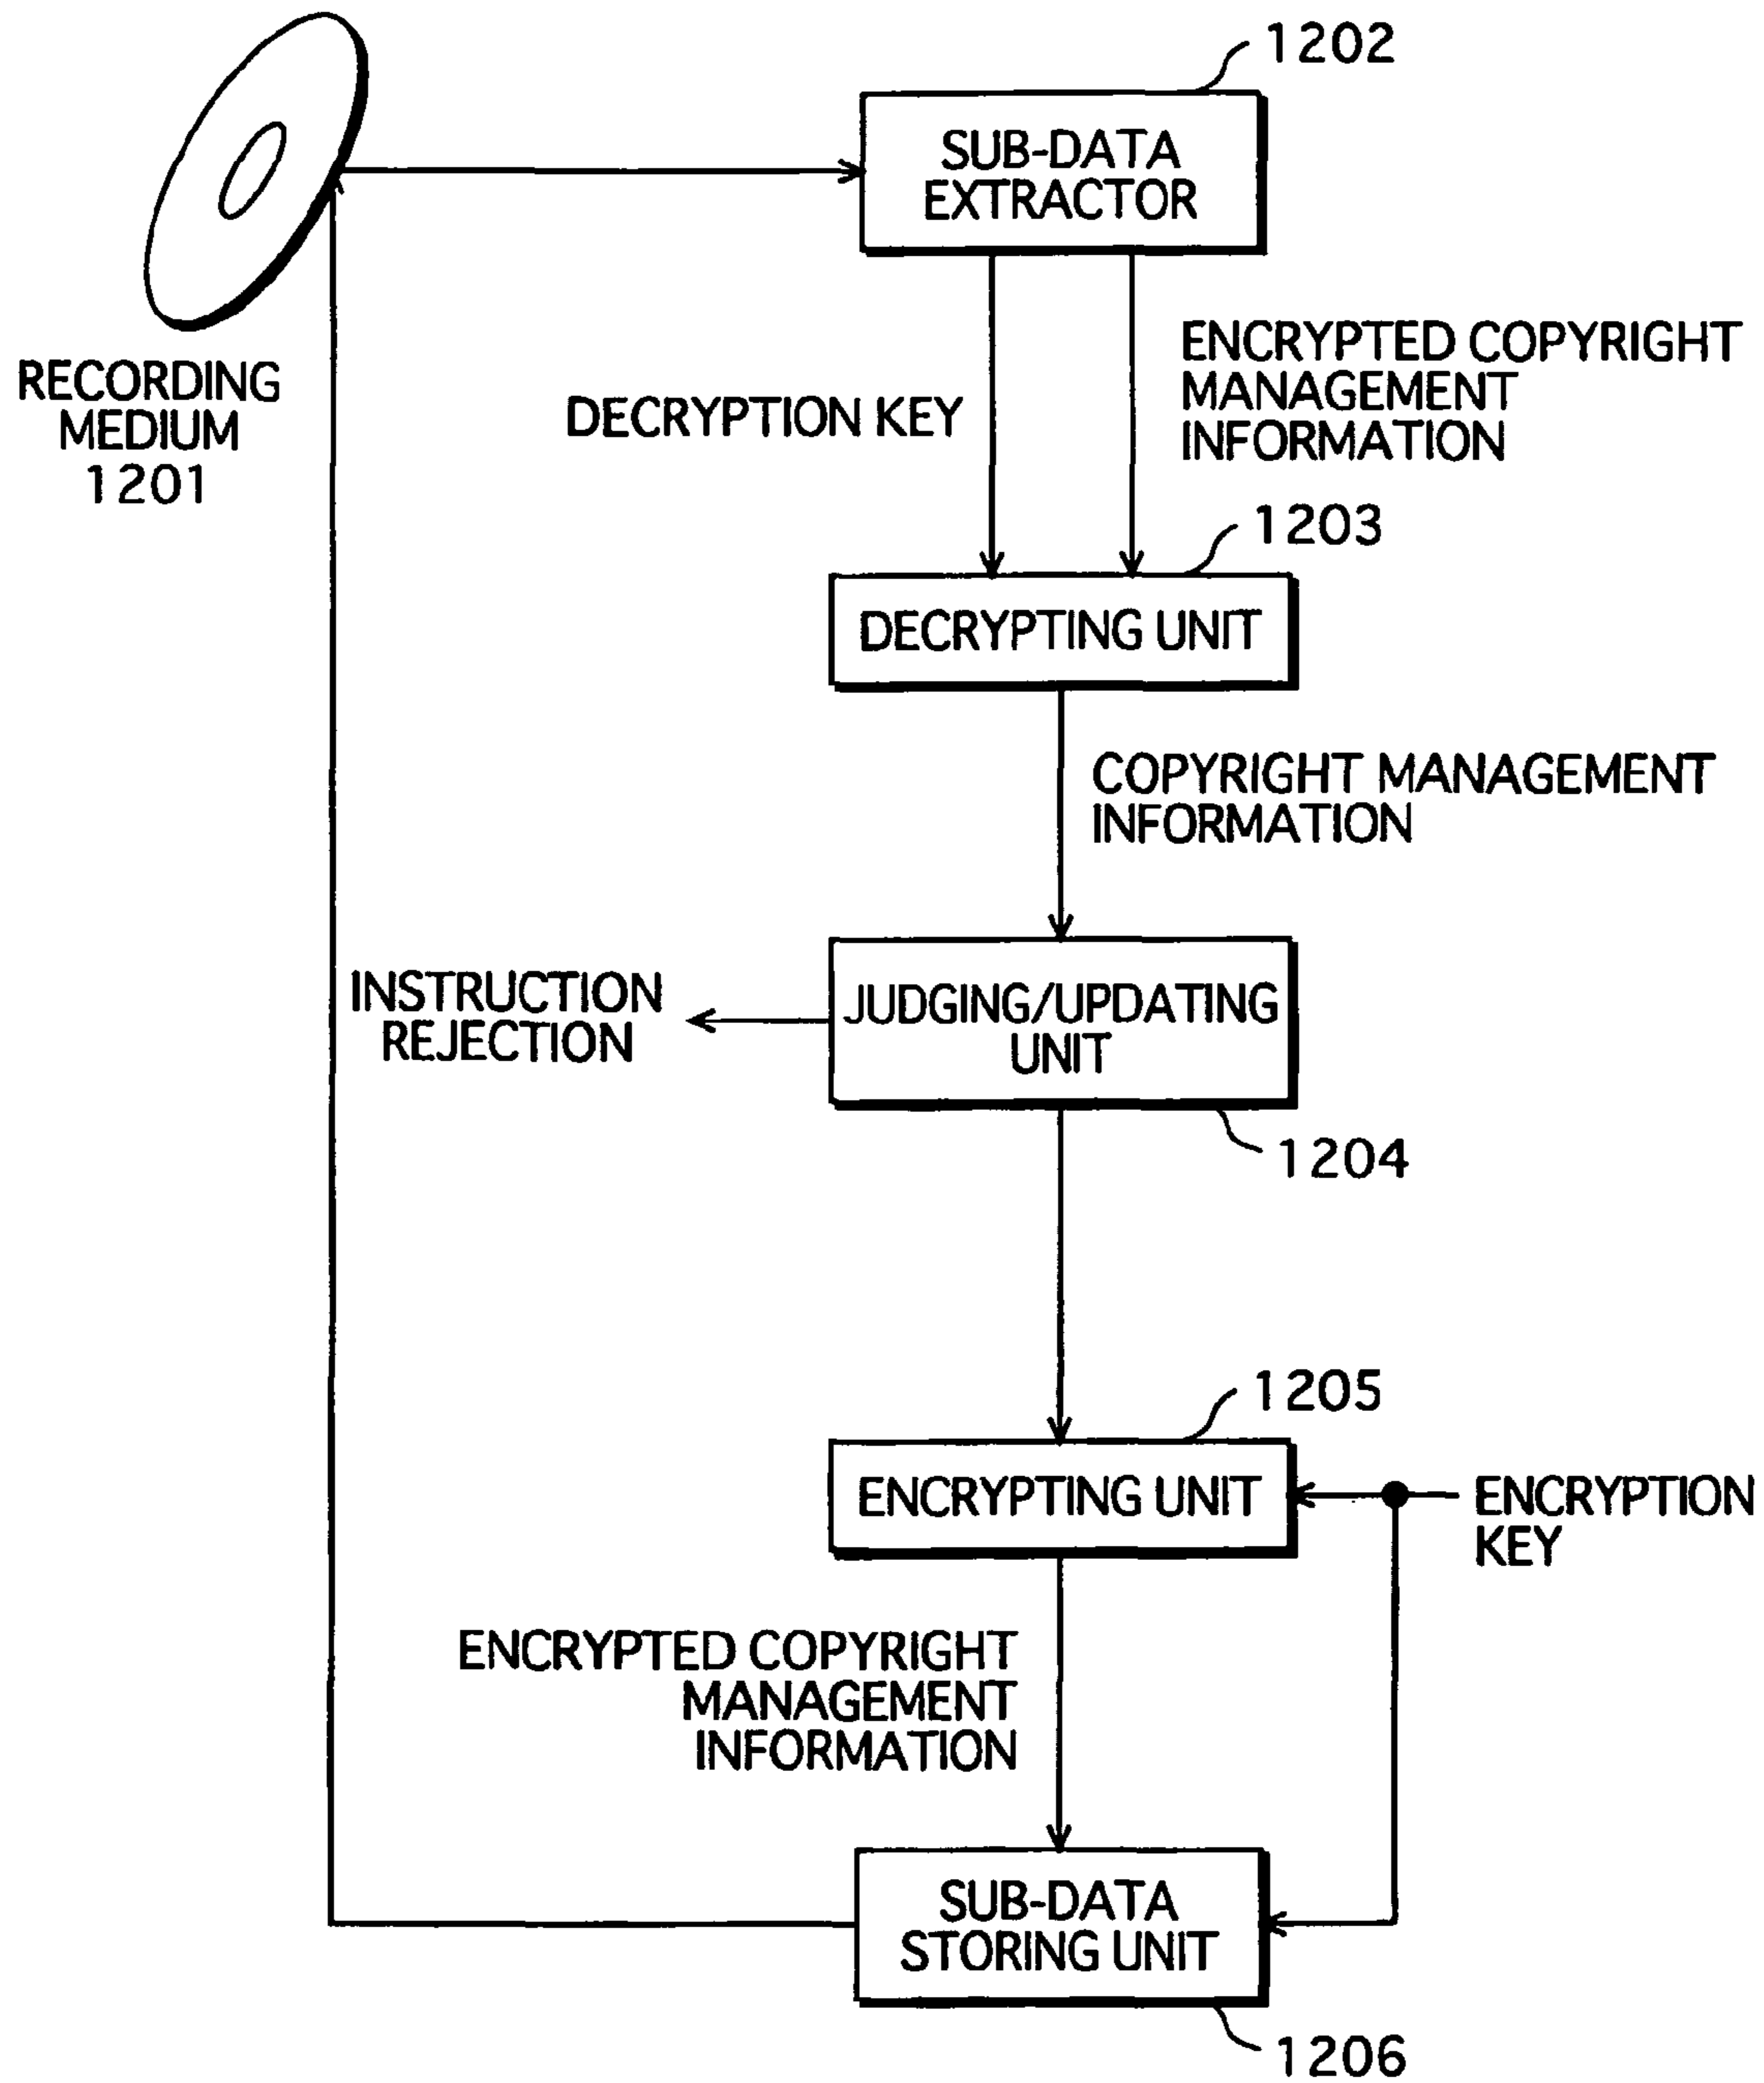 1202
SUB-DATA
EXTRACTOR
RECORDING
MEDIUM
1201
DECRYPTION KEY
ENCRYPTED COPYRIGHT
MANAGEMENT
INFORMATION
1203
DECRYPTING UNIT
COPYRIGHT MANAGEMENT
INFORMATION
INSTRUCTION
REJECTION
JUDGING/UPDATING
UNIT
1204
1205
ENCRYPTING UNIT
ENCRYPTION
KEY
ENCRYPTED COPYRIGHT
MANAGEMENT
INFORMATION
SUB-DATA
STORING UNIT
1206